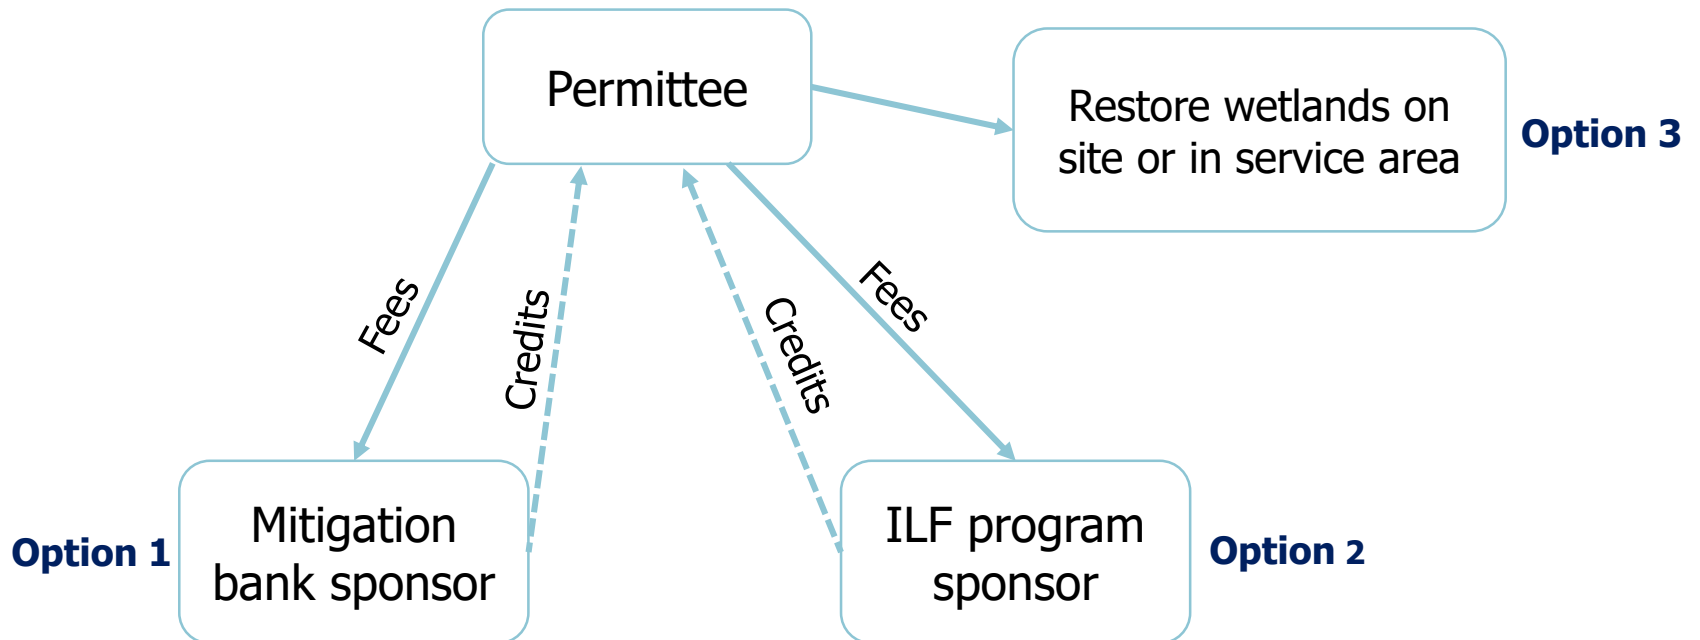 Permittee
Restore wetlands on
site or in service area
Option 3
Fees
Credits
Credits
Fees
Option 1
Mitigation
bank sponsor
ILF program
sponsor
Option 2